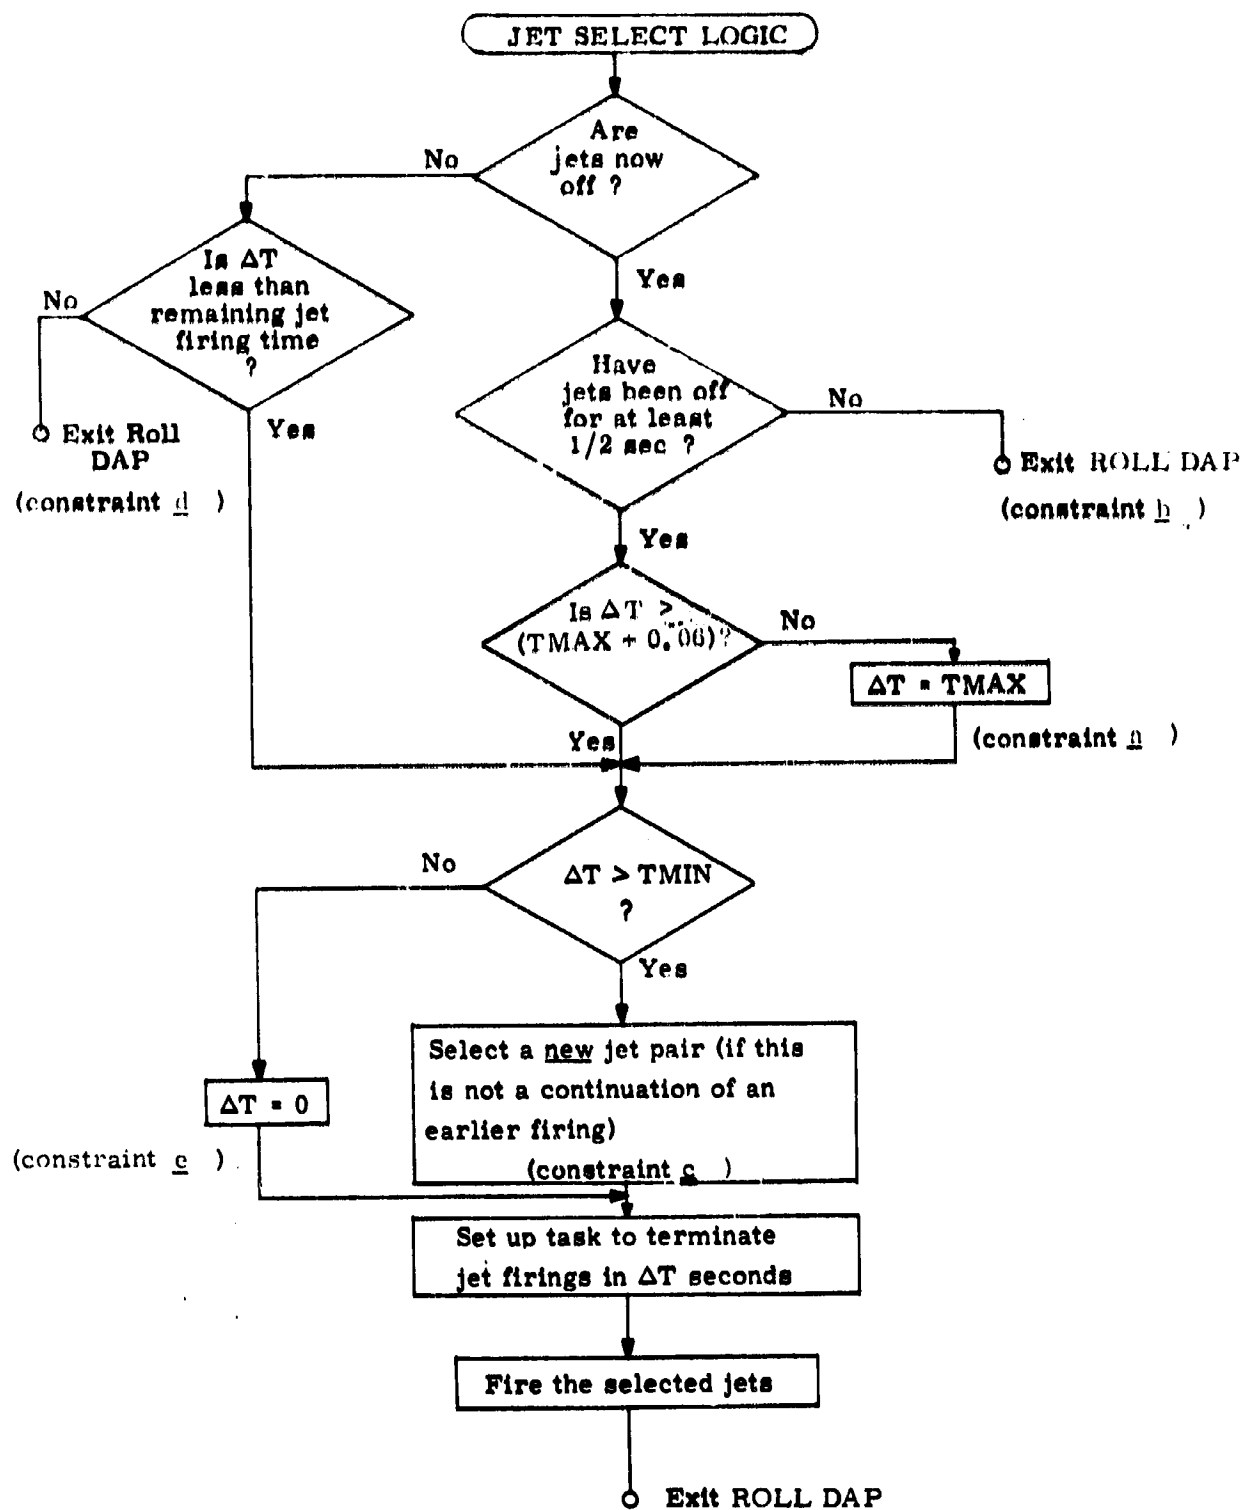 JET SELECT LOGIC
Are
jets now
off ?
No
Yes
Is ΔT
less than
remaining jet
firing time
?
No
Yes
Exit Roll
DAP
(constraint d )
Have
jets been off
for at least
1/2 sec ?
No
Exit ROLL DAP
(constraint b )
Yes
Is ΔT >
(TMAX + 0.06)?
No
ΔT = TMAX
(constraint a )
Yes
ΔT > TMIN
?
No
Yes
ΔT = 0
(constraint e )
Select a new jet pair (if this
is not a continuation of an
earlier firing)
(constraint c )
Set up task to terminate
jet firings in ΔT seconds
Fire the selected jets
Exit ROLL DAP